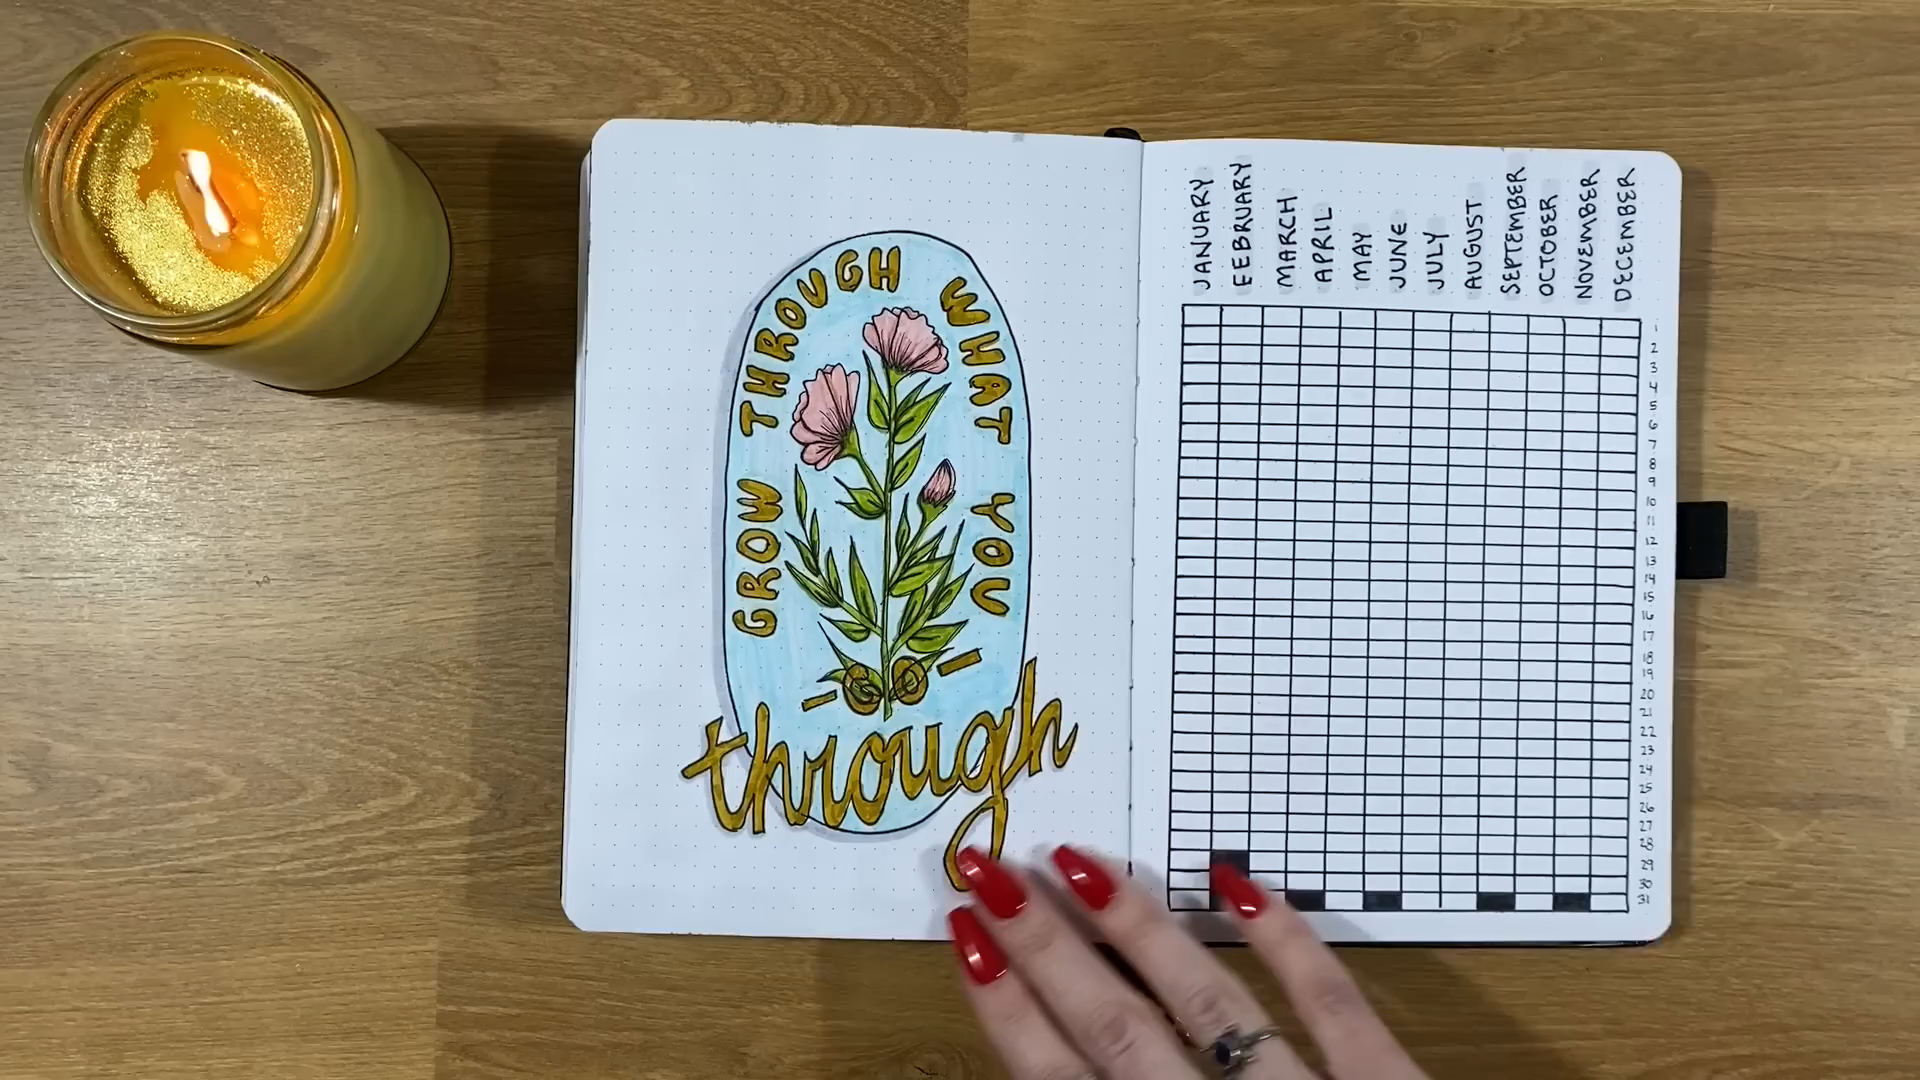 GROW THROUGH WHAT YOU
- GO -
through
JANUARY
FEBRUARY
MARCH
APRIL
MAY
JUNE
JULY
AUGUST
SEPTEMBER
OCTOBER
NOVEMBER
DECEMBER
1
2
3
4
5
6
7
8
9
10
11
12
13
14
15
16
17
18
19
20
21
22
23
24
25
26
27
28
29
30
31